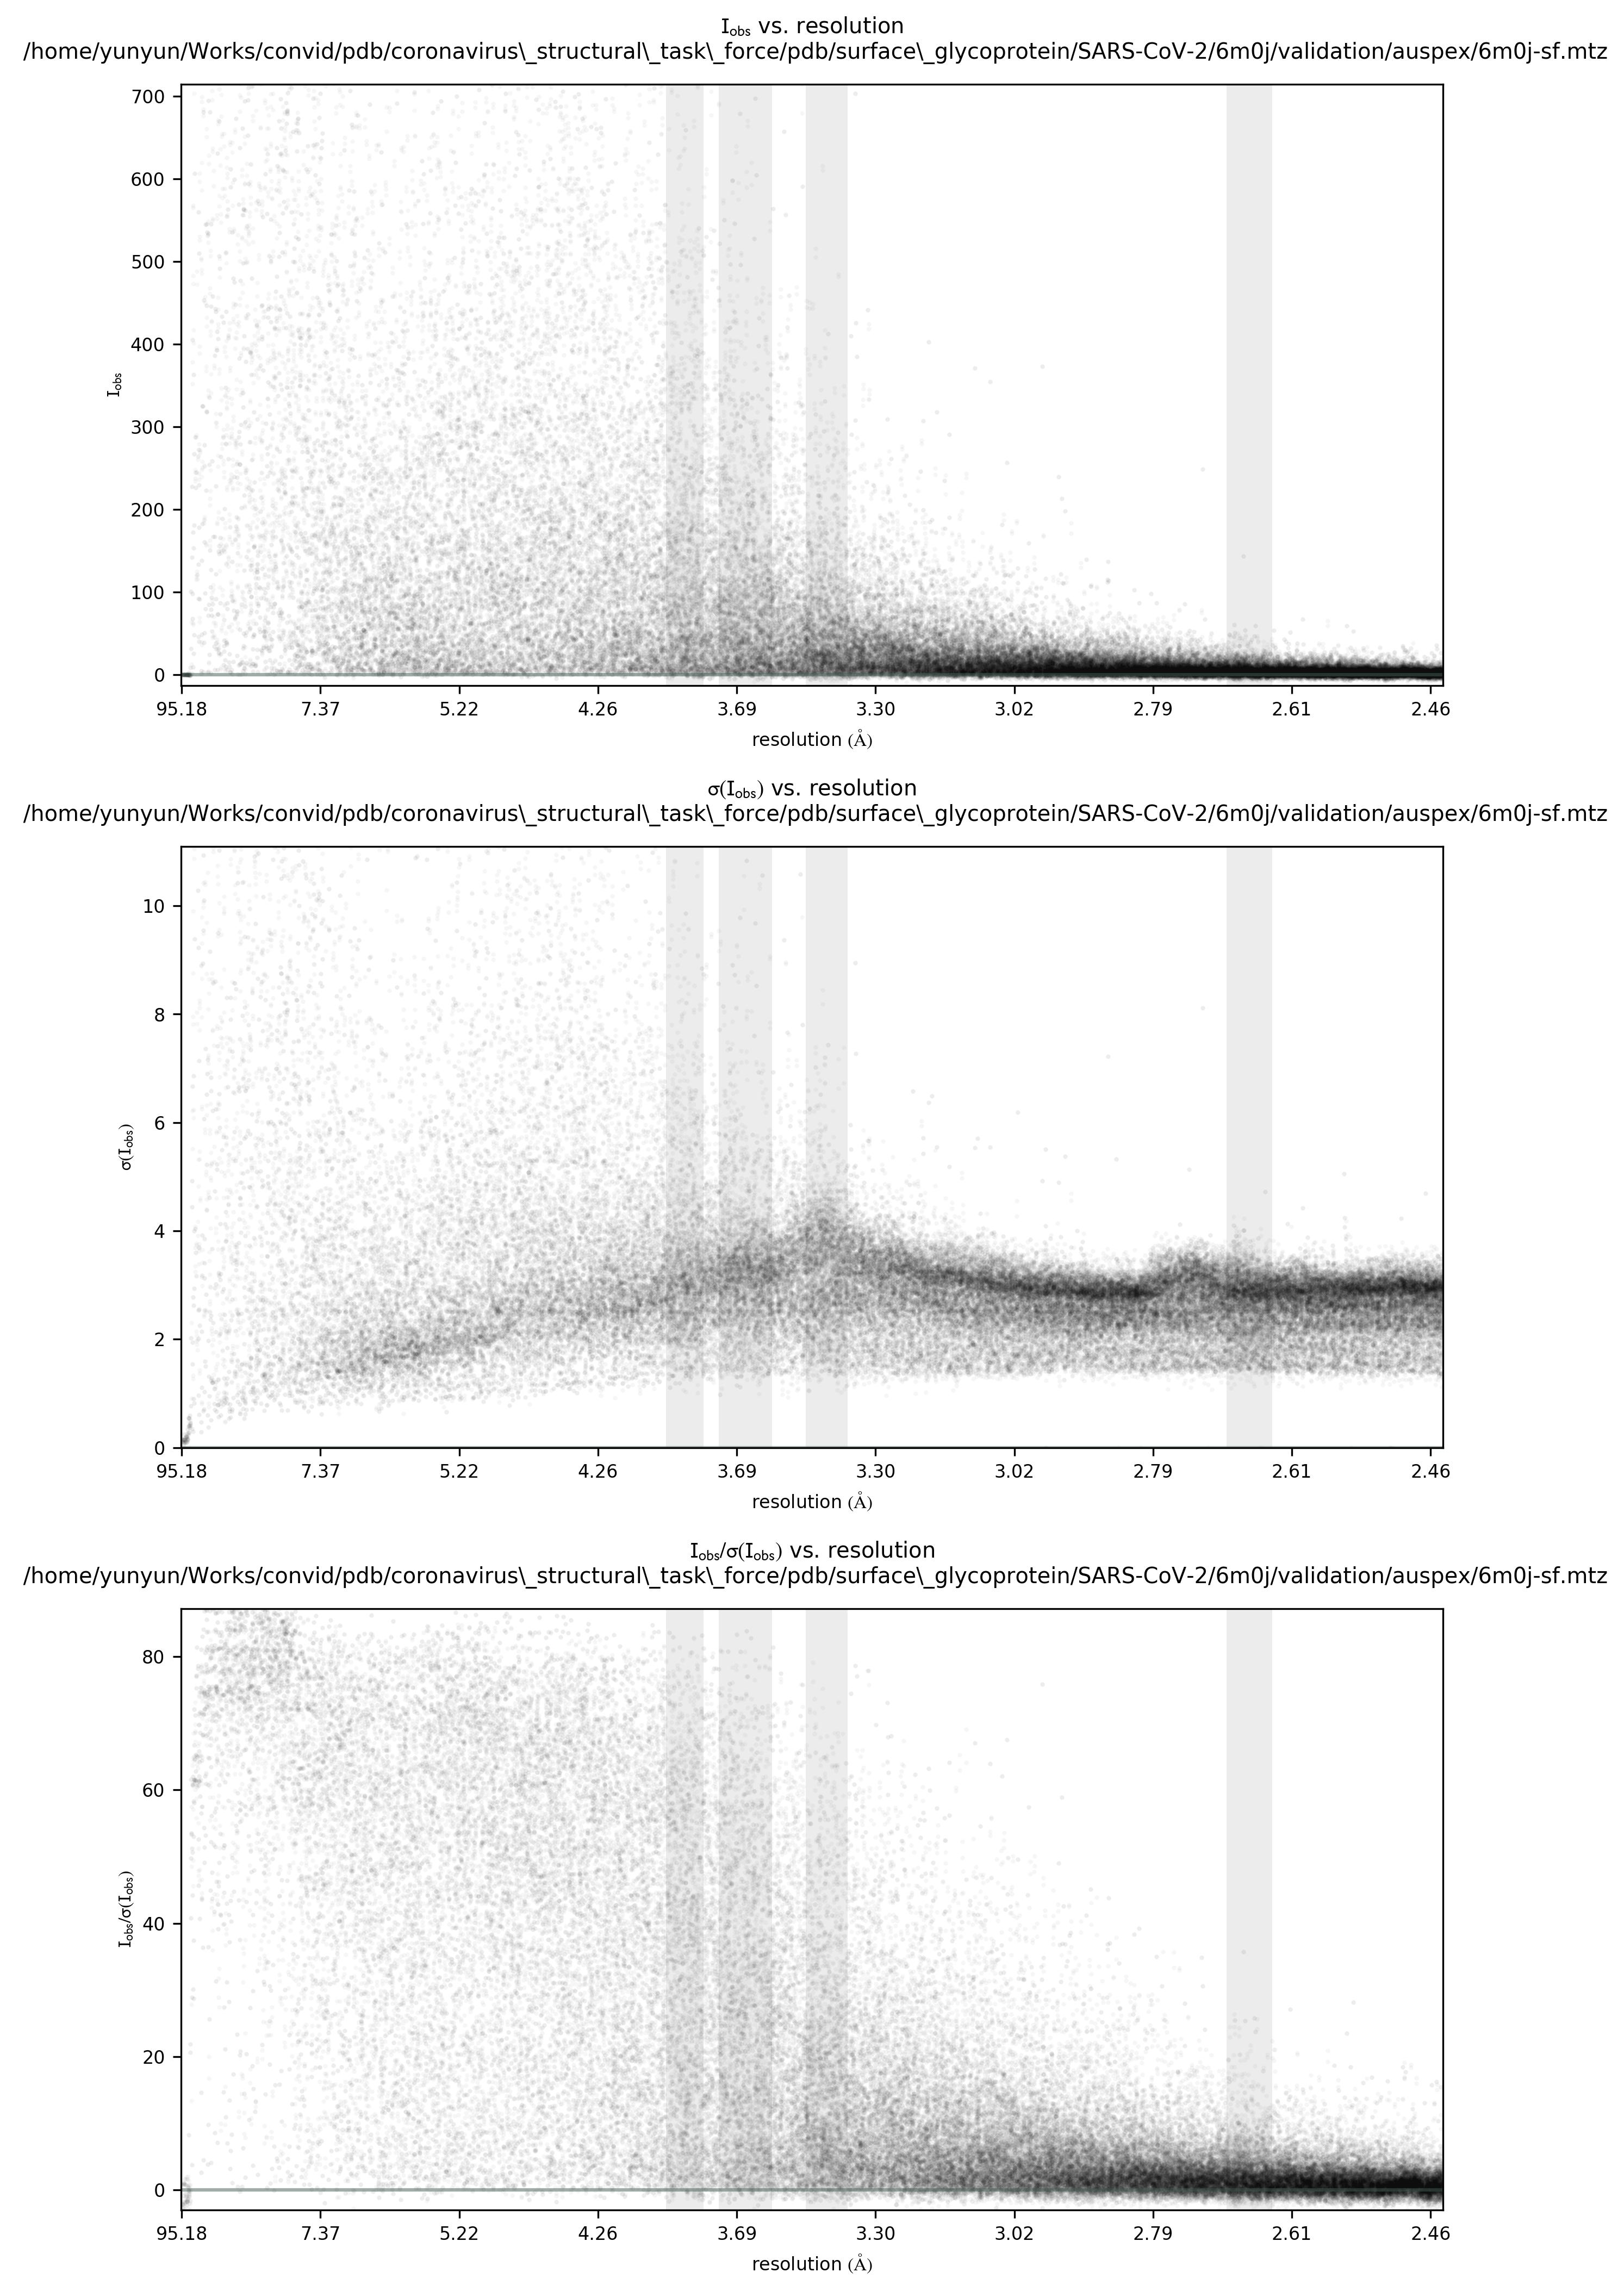 I_obs vs. resolution
/home/yunyun/Works/convid/pdb/coronavirus\_structural\_task\_force/pdb/surface\_glycoprotein/SARS-CoV-2/6m0j/validation/auspex/6m0j-sf.mtz
700
600
500
400
300
200
100
0
I_obs
95.18 7.37 5.22 4.26 3.69 3.30 3.02 2.79 2.61 2.46
resolution (Å)
σ(I_obs) vs. resolution
/home/yunyun/Works/convid/pdb/coronavirus\_structural\_task\_force/pdb/surface\_glycoprotein/SARS-CoV-2/6m0j/validation/auspex/6m0j-sf.mtz
10
8
6
4
2
0
σ(I_obs)
95.18 7.37 5.22 4.26 3.69 3.30 3.02 2.79 2.61 2.46
resolution (Å)
I_obs/σ(I_obs) vs. resolution
/home/yunyun/Works/convid/pdb/coronavirus\_structural\_task\_force/pdb/surface\_glycoprotein/SARS-CoV-2/6m0j/validation/auspex/6m0j-sf.mtz
80
60
40
20
0
I_obs/σ(I_obs)
95.18 7.37 5.22 4.26 3.69 3.30 3.02 2.79 2.61 2.46
resolution (Å)